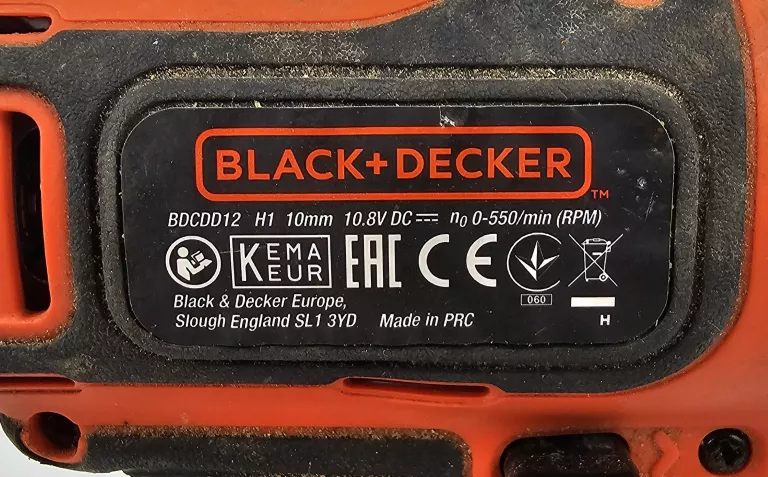 BLACK+DECKER
TM
BDCDD12 H1 10mm 10.8V DC⎓ n₀ 0-550/min (RPM)
KEMA
KEUR
EAC CE
060
Black & Decker Europe,
Slough England SL1 3YD Made in PRC
H